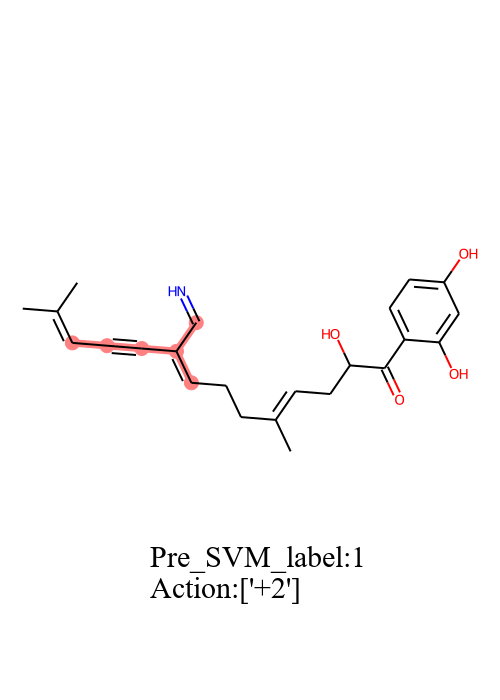 OH
HN
HO
OH
O
Pre_SVM_label:1
Action:['+2']